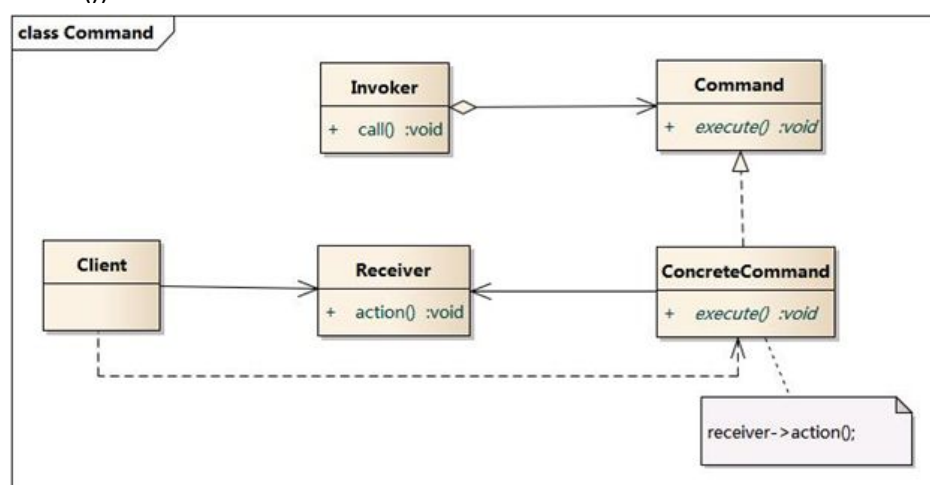 ();
class Command
Invoker
+ call() :void
Command
+ execute() :void
Client
Receiver
+ action() :void
ConcreteCommand
+ execute() :void
receiver->action();